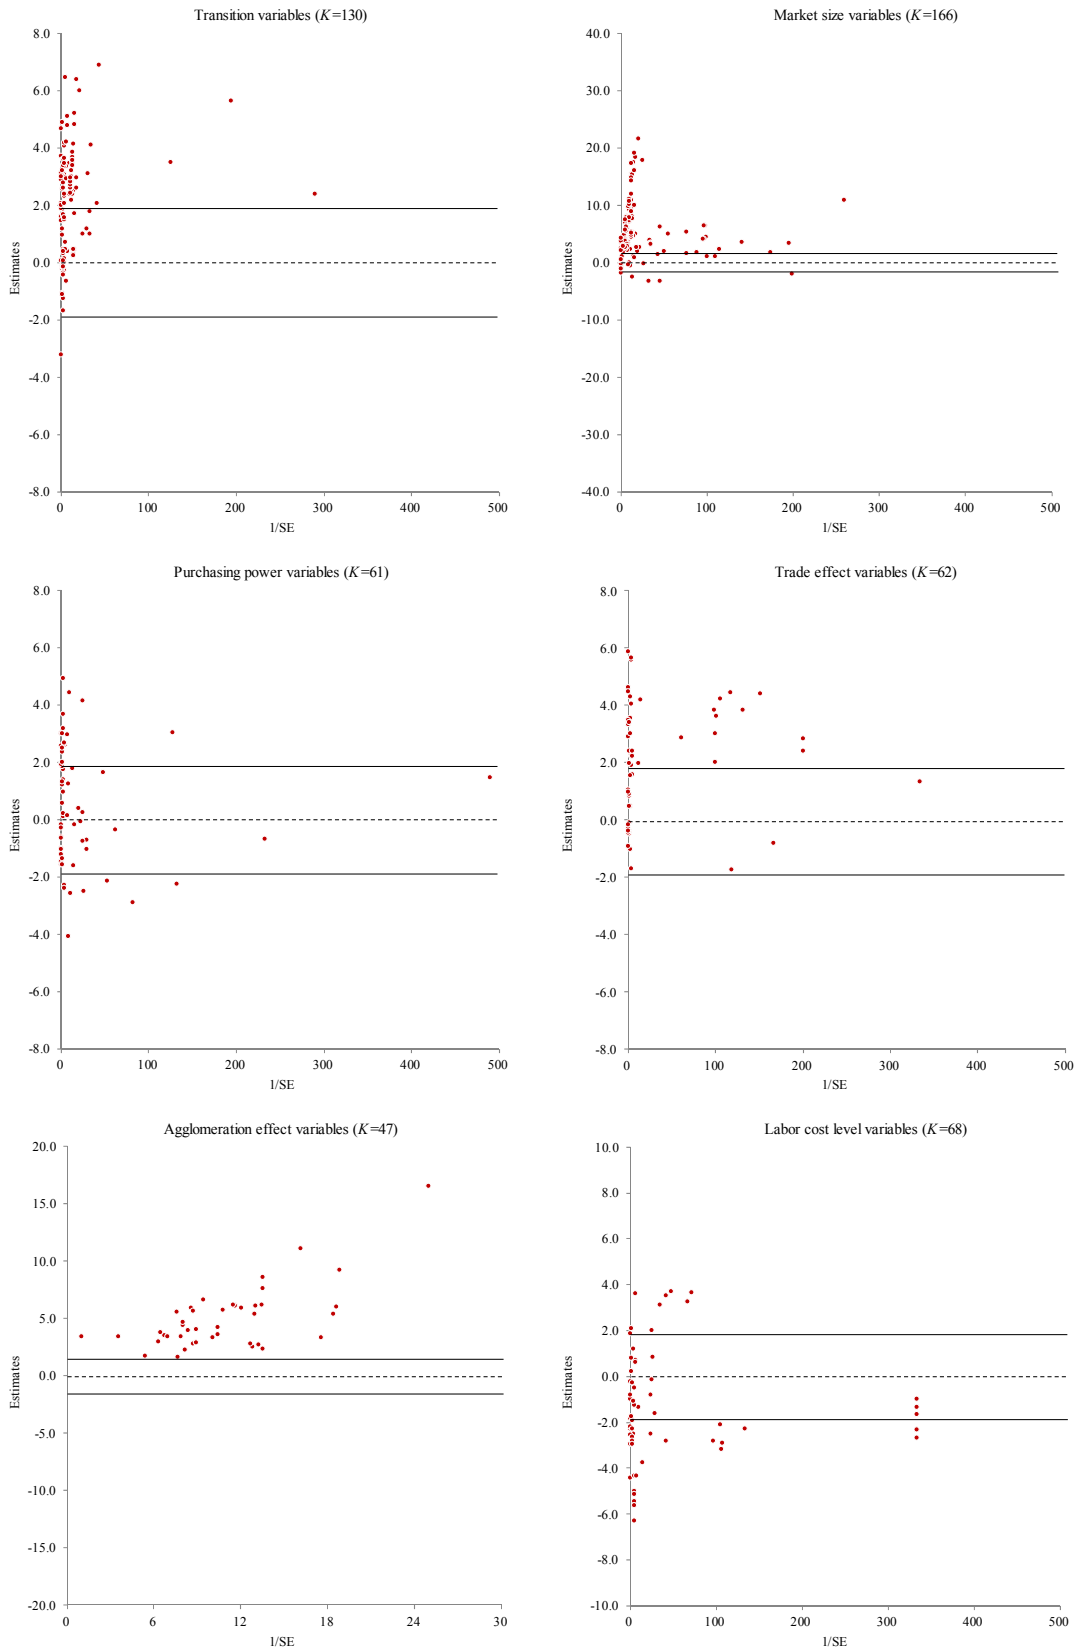 Transition variables (K=130)
8.0
6.0
4.0
2.0
0.0
-2.0
-4.0
-6.0
-8.0
Estimates
0 100 200 300 400 500
1/SE
Market size variables (K=166)
40.0
30.0
20.0
10.0
0.0
-10.0
-20.0
-30.0
-40.0
Estimates
0 100 200 300 400 500
1/SE
Purchasing power variables (K=61)
8.0
6.0
4.0
2.0
0.0
-2.0
-4.0
-6.0
-8.0
Estimates
0 100 200 300 400 500
1/SE
Trade effect variables (K=62)
8.0
6.0
4.0
2.0
0.0
-2.0
-4.0
-6.0
-8.0
Estimates
0 100 200 300 400 500
1/SE
Agglomeration effect variables (K=47)
20.0
15.0
10.0
5.0
0.0
-5.0
-10.0
-15.0
-20.0
Estimates
0 6 12 18 24 30
1/SE
Labor cost level variables (K=68)
10.0
8.0
6.0
4.0
2.0
0.0
-2.0
-4.0
-6.0
-8.0
-10.0
Estimates
0 100 200 300 400 500
1/SE